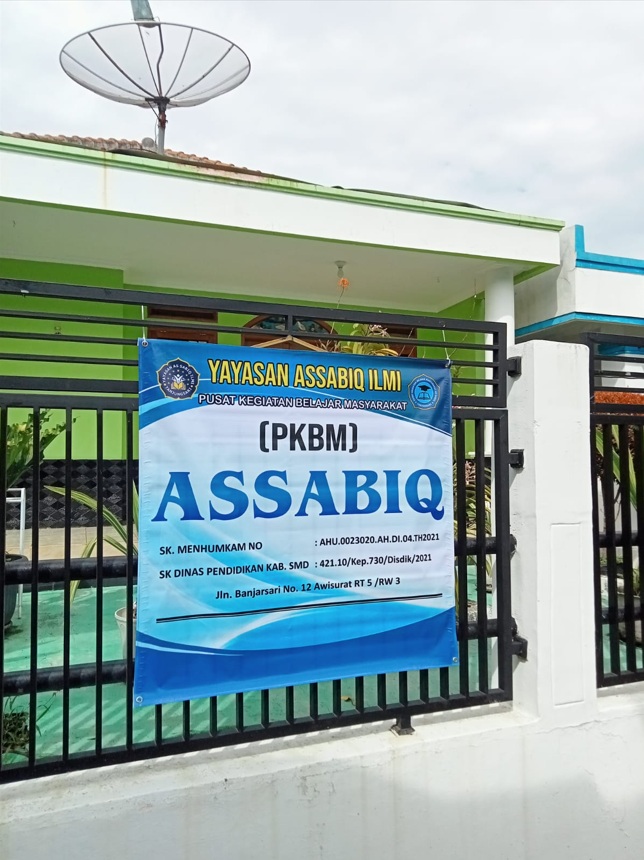 YAYASAN ASSABIQ ILMI
PUSAT KEGIATAN BELAJAR MASYARAKAT
(PKBM)
ASSABIQ
SK. MENHUMKAM NO : AHU.0023020.AH.DI.04.TH2021
SK DINAS PENDIDIKAN KAB. SMD : 421.10/Kep.730/Disdik/2021
Jln. Banjarsari No. 12 Awisurat RT 5 /RW 3